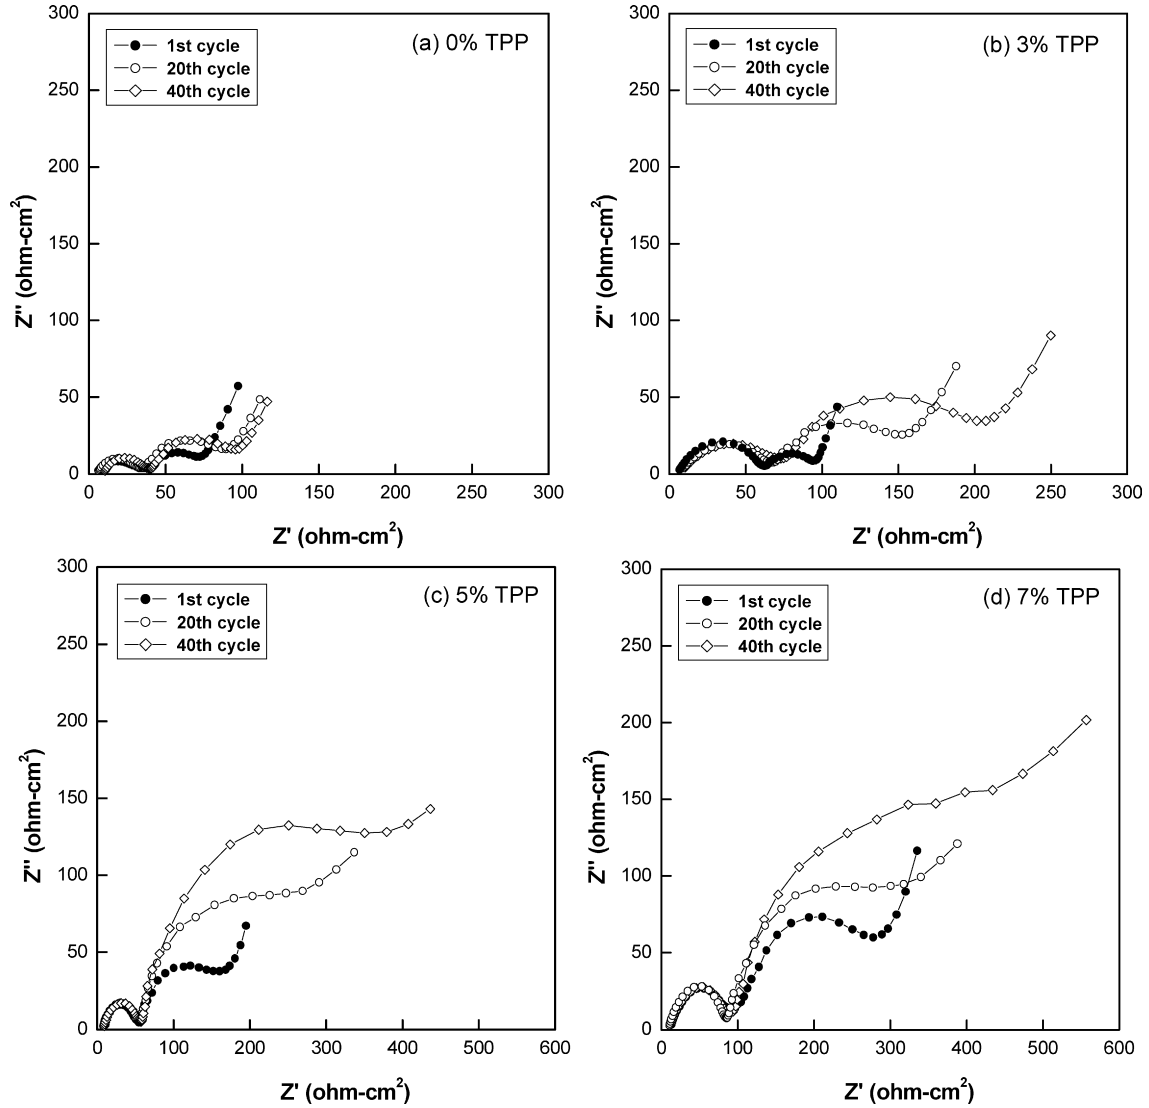 300
250
200
150
100
50
0
0 50 100 150 200 250 300
Z' (ohm-cm²)
Z'' (ohm-cm²)
1st cycle
20th cycle
40th cycle
(a) 0% TPP
300
250
200
150
100
50
0
0 50 100 150 200 250 300
Z' (ohm-cm²)
Z'' (ohm-cm²)
1st cycle
20th cycle
40th cycle
(b) 3% TPP
300
250
200
150
100
50
0
0 100 200 300 400 500 600
Z' (ohm-cm²)
Z'' (ohm-cm²)
1st cycle
20th cycle
40th cycle
(c) 5% TPP
300
250
200
150
100
50
0
0 100 200 300 400 500 600
Z' (ohm-cm²)
Z'' (ohm-cm²)
1st cycle
20th cycle
40th cycle
(d) 7% TPP